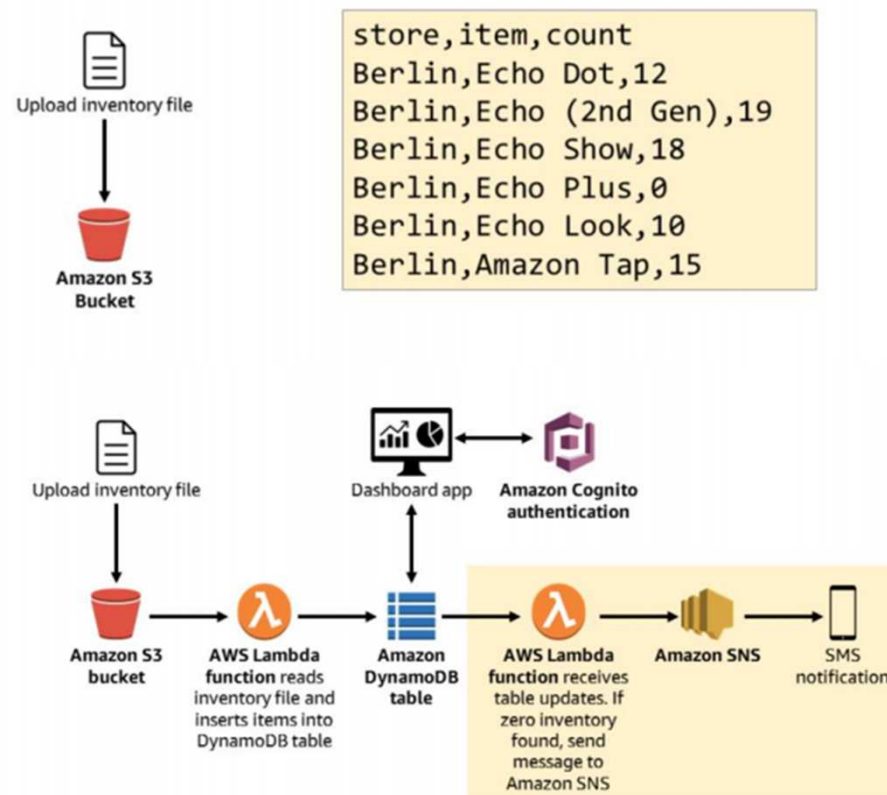 Upload inventory file
Amazon S3
Bucket
store,item,count
Berlin,Echo Dot,12
Berlin,Echo (2nd Gen),19
Berlin,Echo Show,18
Berlin,Echo Plus,0
Berlin,Echo Look,10
Berlin,Amazon Tap,15
Upload inventory file
Dashboard app
Amazon Cognito
authentication
Amazon S3
bucket
AWS Lambda
function reads
inventory file and
inserts items into
DynamoDB table
Amazon
DynamoDB
table
AWS Lambda
function receives
table updates. If
zero inventory
found, send
message to
Amazon SNS
Amazon SNS
SMS
notification